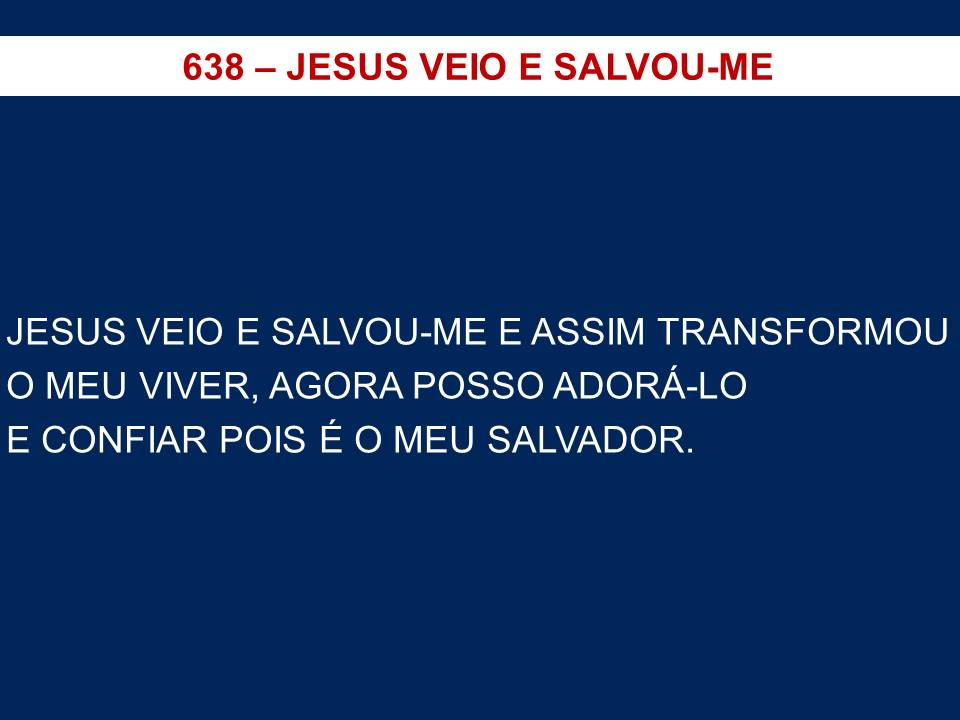 638 – JESUS VEIO E SALVOU-ME
JESUS VEIO E SALVOU-ME E ASSIM TRANSFORMOU
O MEU VIVER, AGORA POSSO ADORÁ-LO
E CONFIAR POIS É O MEU SALVADOR.